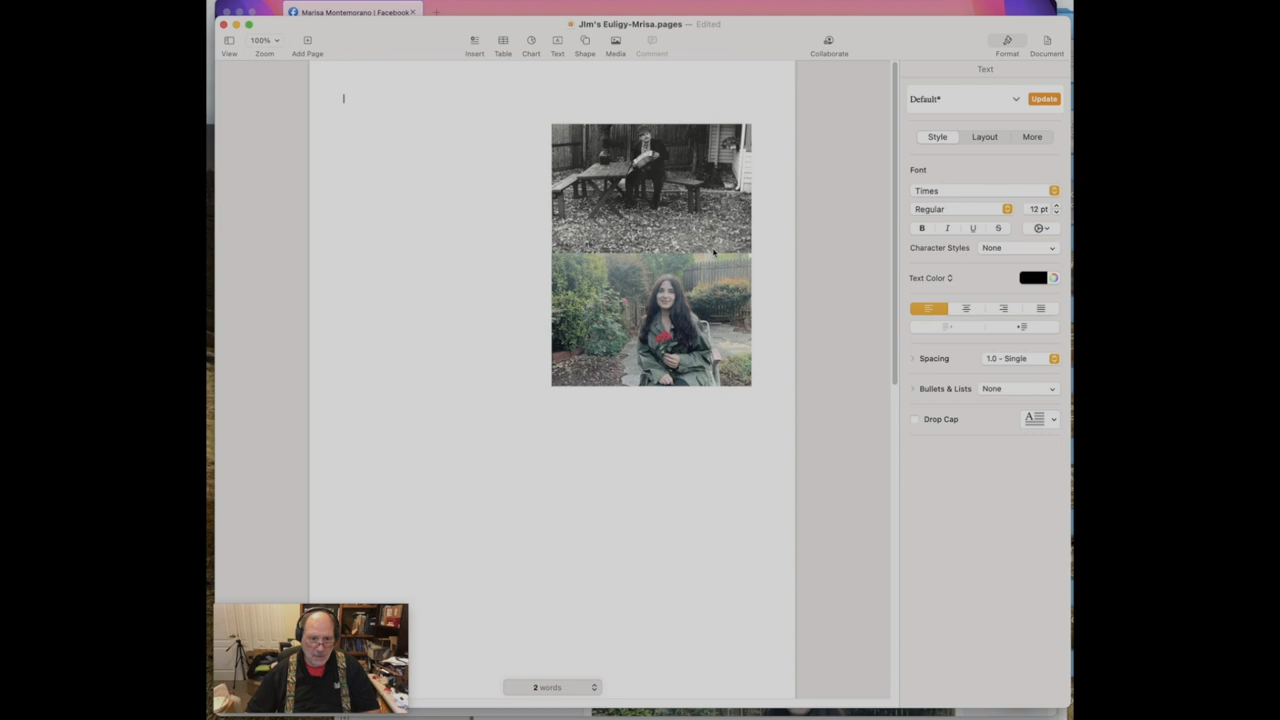 Marisa Montemorano | Facebook
JIm's Euligy-Mrisa.pages — Edited
100%
View
Zoom
Add Page
Insert
Table
Chart
Text
Shape
Media
Comment
Collaborate
Format
Document
Text
Default*
Update
Style
Layout
More
Font
Times
Regular
12 pt
B I U S
Character Styles
None
Text Color
Spacing
1.0 - Single
Bullets & Lists
None
Drop Cap
A
2 words